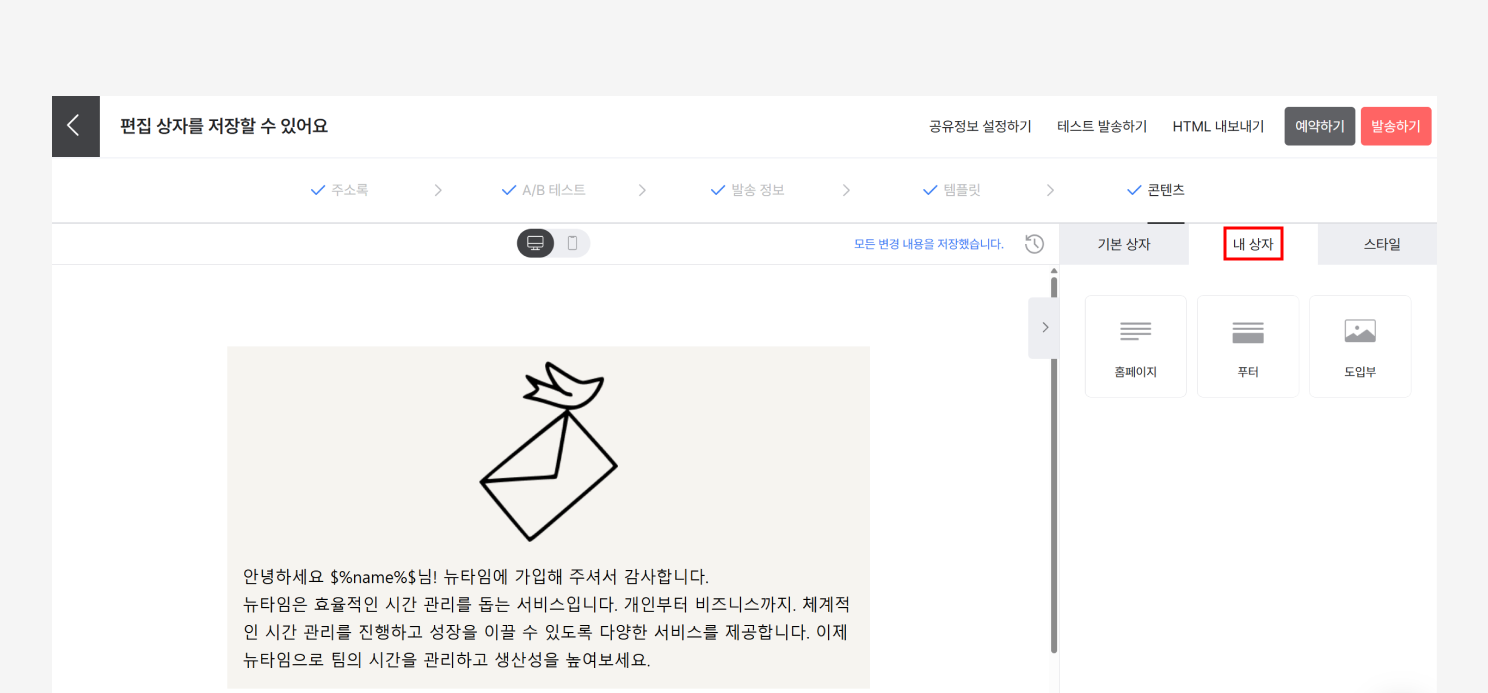 편집 상자를 저장할 수 있어요
공유정보 설정하기
테스트 발송하기
HTML 내보내기
예약하기
발송하기
주소록
A/B 테스트
발송 정보
템플릿
콘텐츠
모든 변경 내용을 저장했습니다.
기본 상자
내 상자
스타일
홈페이지
푸터
도입부
안녕하세요 $%name%$님! 뉴타임에 가입해 주셔서 감사합니다.
뉴타임은 효율적인 시간 관리를 돕는 서비스입니다. 개인부터 비즈니스까지. 체계적
인 시간 관리를 진행하고 성장을 이끌 수 있도록 다양한 서비스를 제공합니다. 이제
뉴타임으로 팀의 시간을 관리하고 생산성을 높여보세요.